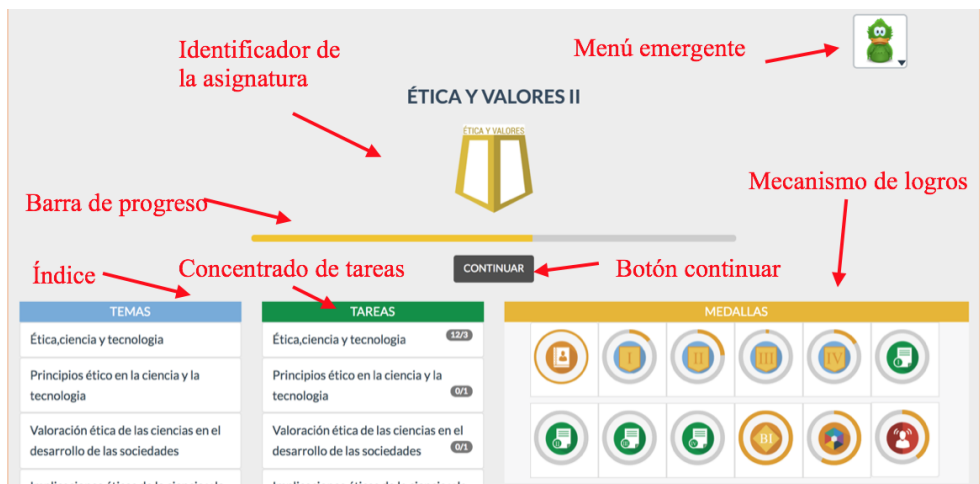 Identificador de
la asignatura
Menú emergente
ÉTICA Y VALORES II
ÉTICA Y VALORES
Mecanismo de logros
Barra de progreso
Índice
Concentrado de tareas
CONTINUAR
Botón continuar
TEMAS
TAREAS
MEDALLAS
Ética,ciencia y tecnologia
Ética,ciencia y tecnologia 12/3
I
II
III
IV
Principios ético en la ciencia y la
tecnologia
Principios ético en la ciencia y la
tecnologia 0/1
Valoración ética de las ciencias en el
desarrollo de las sociedades
Valoración ética de las ciencias en el
desarrollo de las sociedades 0/1
BI